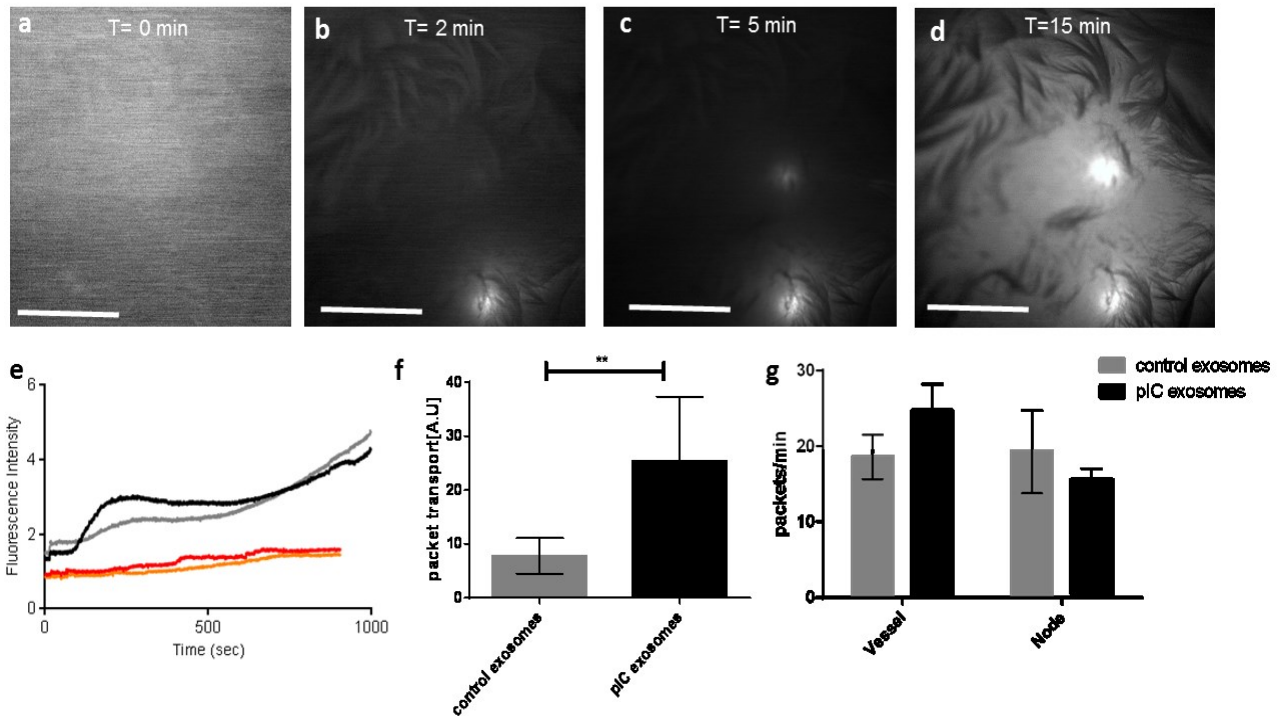 a
T= 0 min
b
T= 2 min
c
T= 5 min
d
T=15 min
e
6
4
2
0
Fluorescence Intensity
0
500
1000
Time (sec)
f
**
40
30
20
10
0
packet transport[A.U]
control exosomes
pIC exosomes
g
30
20
10
0
packets/min
Vessel
Node
control exosomes
pIC exosomes